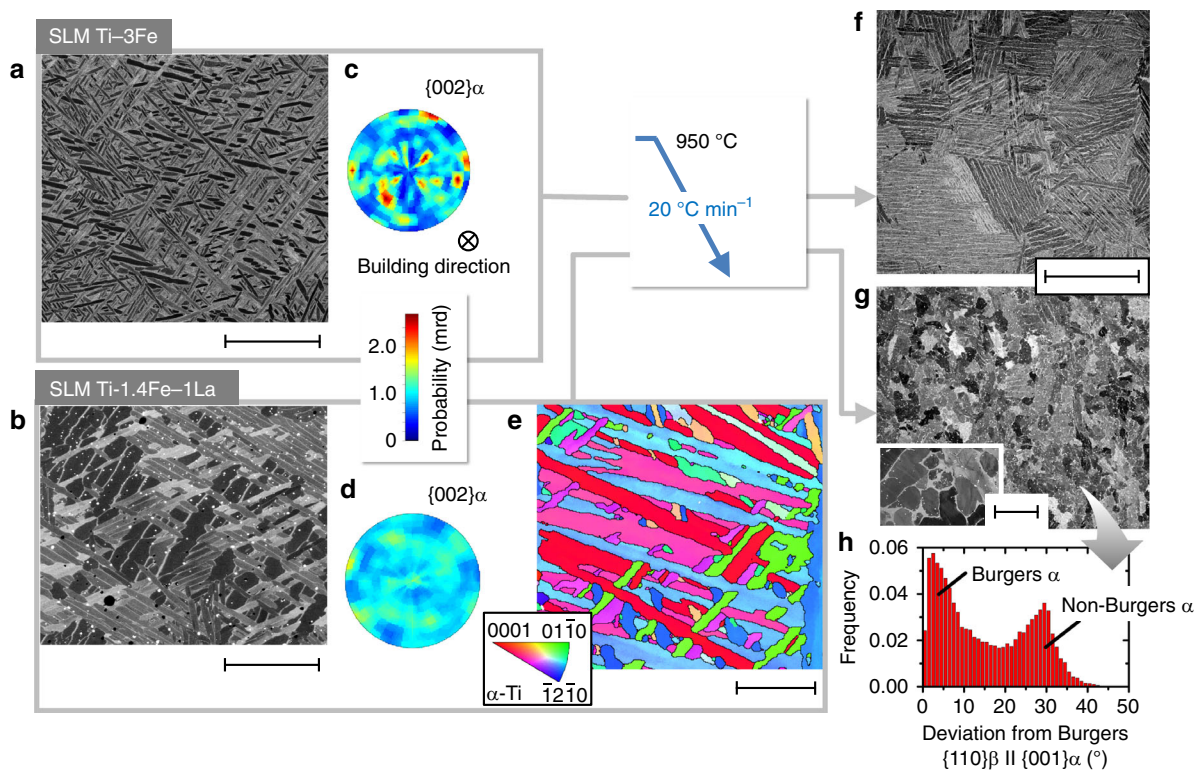 SLM Ti–3Fe
a
c
{002}α
Building direction
950 °C
20 °C min⁻¹
f
g
SLM Ti-1.4Fe–1La
b
2.0
1.0
0
Probability (mrd)
d
{002}α
e
0001 011̅0
α-Ti 1̅21̅0
h
0.06
0.04
0.02
0.00
Frequency
Burgers α
Non-Burgers α
0 10 20 30 40 50
Deviation from Burgers
{110}β II {001}α (°)